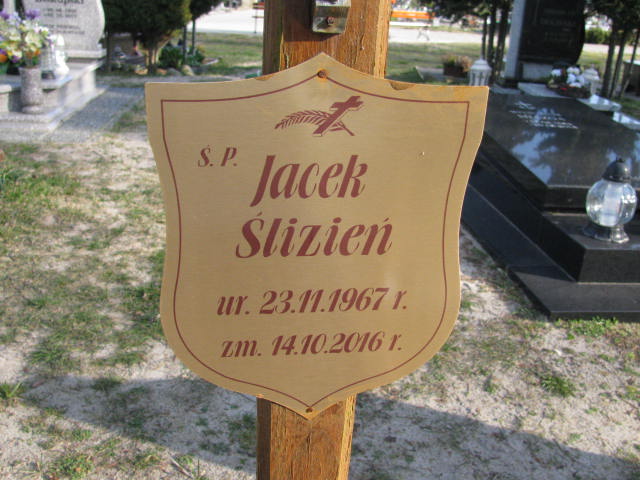 Ś. P.
Jacek
Ślizień
ur. 23.11.1967 r.
zm. 14.10.2016 r.